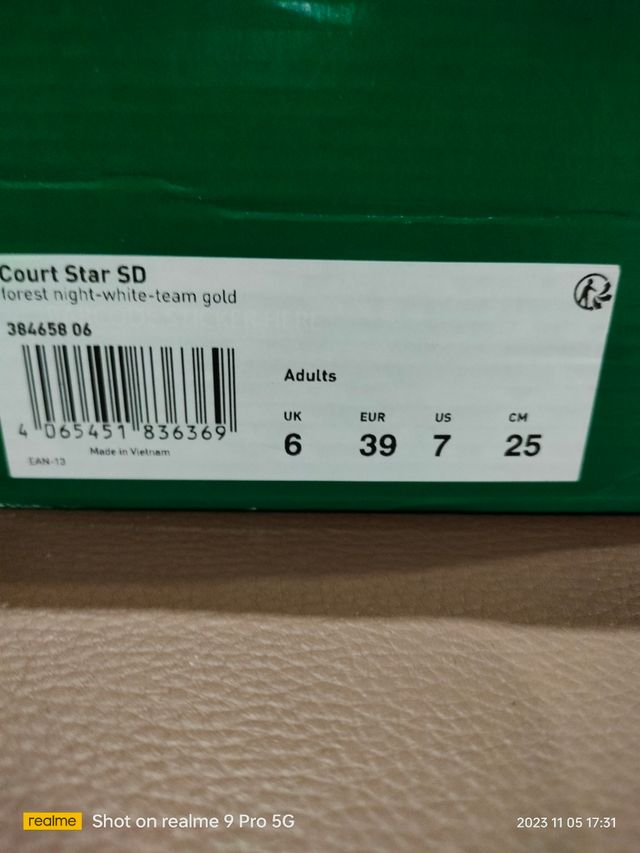 Court Star SD
forest night-white-team gold
384658 06
4 065451 836369
EAN-13
Made in Vietnam
Adults
UK EUR US CM
6 39 7 25
realme Shot on realme 9 Pro 5G
2023 11 05 17:31